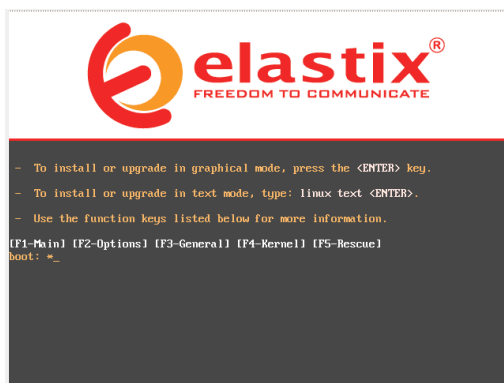 elastix®
FREEDOM TO COMMUNICATE
- To install or upgrade in graphical mode, press the <ENTER> key.
- To install or upgrade in text mode, type: linux text <ENTER>.
- Use the function keys listed below for more information.
[F1-Main] [F2-Options] [F3-General] [F4-Kernel] [F5-Rescue]
boot: *_